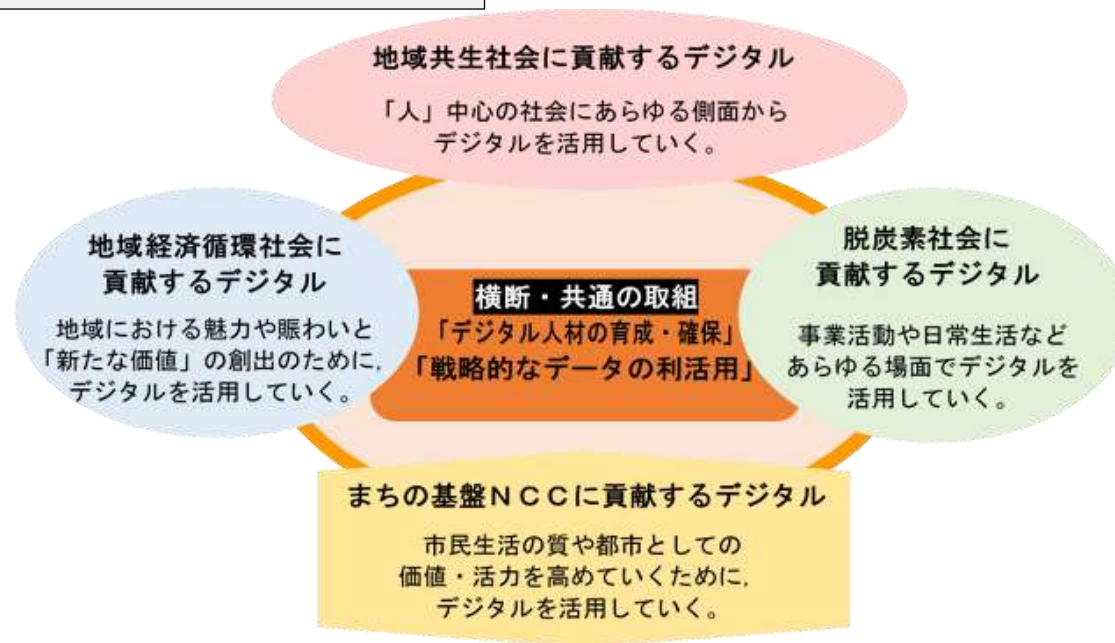 地域共生社会に貢献するデジタル
「人」中心の社会にあらゆる側面から
デジタルを活用していく。
地域経済循環社会に
貢献するデジタル
地域における魅力や賑わいと
「新たな価値」の創出のために,
デジタルを活用していく。
横断・共通の取組
「デジタル人材の育成・確保」
「戦略的なデータの利活用」
脱炭素社会に
貢献するデジタル
事業活動や日常生活など
あらゆる場面でデジタルを
活用していく。
まちの基盤NCCに貢献するデジタル
市民生活の質や都市としての
価値・活力を高めていくために,
デジタルを活用していく。